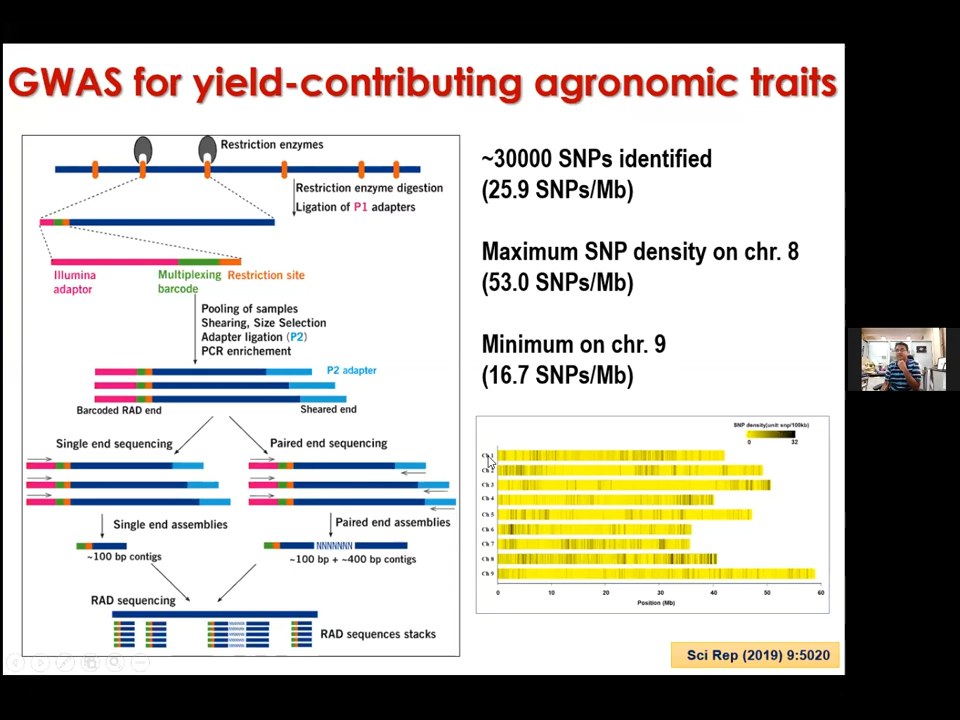 GWAS for yield-contributing agronomic traits
Restriction enzymes
Restriction enzyme digestion
Ligation of P1 adapters
Illumina
adaptor
Multiplexing
barcode
Restriction site
Pooling of samples
Shearing, Size Selection
Adapter ligation (P2)
PCR enrichement
P2 adapter
Barcoded RAD end
Sheared end
Single end sequencing
Paired end sequencing
Single end assemblies
Paired end assemblies
NNNNNNN
~100 bp contigs
~100 bp + ~400 bp contigs
RAD sequencing
RAD sequences stacks
~30000 SNPs identified
(25.9 SNPs/Mb)
Maximum SNP density on chr. 8
(53.0 SNPs/Mb)
Minimum on chr. 9
(16.7 SNPs/Mb)
SNP density(unit: snp/100kb)
0 32
Ch 1
Ch 2
Ch 3
Ch 4
Ch 5
Ch 6
Ch 7
Ch 8
Ch 9
0 10 20 30 40 50 60
Position (Mb)
Sci Rep (2019) 9:5020